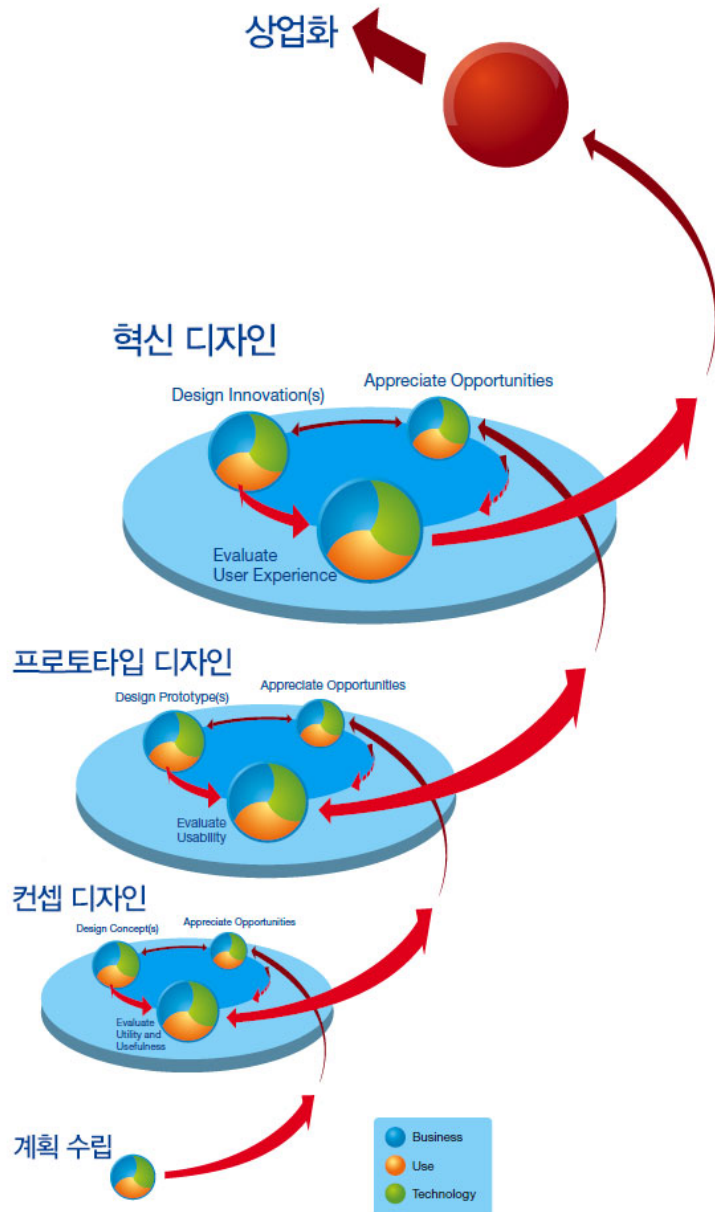 상업화
혁신 디자인
Design Innovation(s)
Appreciate Opportunities
Evaluate
User Experience
프로토타입 디자인
Design Prototype(s)
Appreciate Opportunities
Evaluate
Usability
컨셉 디자인
Design Concept(s)
Appreciate Opportunities
Evaluate
Utility and
Usefulness
계획 수립
Business
Use
Technology